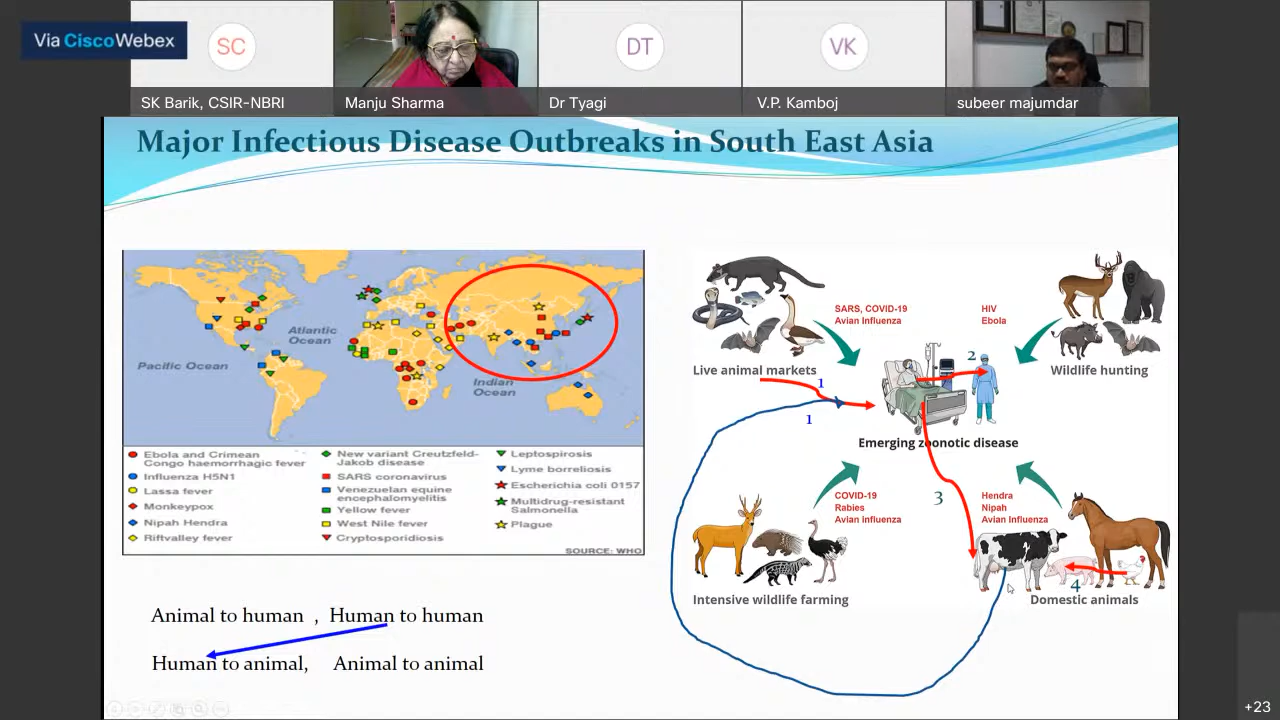 Via CiscoWebex
SC
DT
VK
SK Barik, CSIR-NBRI
Manju Sharma
Dr Tyagi
V.P. Kamboj
subeer majumdar
Major Infectious Disease Outbreaks in South East Asia
Atlantic
Ocean
Pacific Ocean
Indian
Ocean
Ebola and Crimean
Congo haemorrhagic fever
Influenza H5N1
Lassa fever
Monkeypox
Nipah Hendra
Riftvalley fever
New variant Creutzfeld-
Jakob disease
SARS coronavirus
Venezuelan equine
encephalomyelitis
Yellow fever
West Nile fever
Cryptosporidiosis
Leptospirosis
Lyme borreliosis
Escherichia coli 0157
Multidrug-resistant
Salmonella
Plague
SOURCE: WHO
Animal to human , Human to human
Human to animal, Animal to animal
SARS, COVID-19
Avian Influenza
HIV
Ebola
Live animal markets
Wildlife hunting
1
2
1
Emerging zoonotic disease
COVID-19
Rabies
Avian influenza
3
Hendra
Nipah
Avian Influenza
4
Intensive wildlife farming
Domestic animals
+23